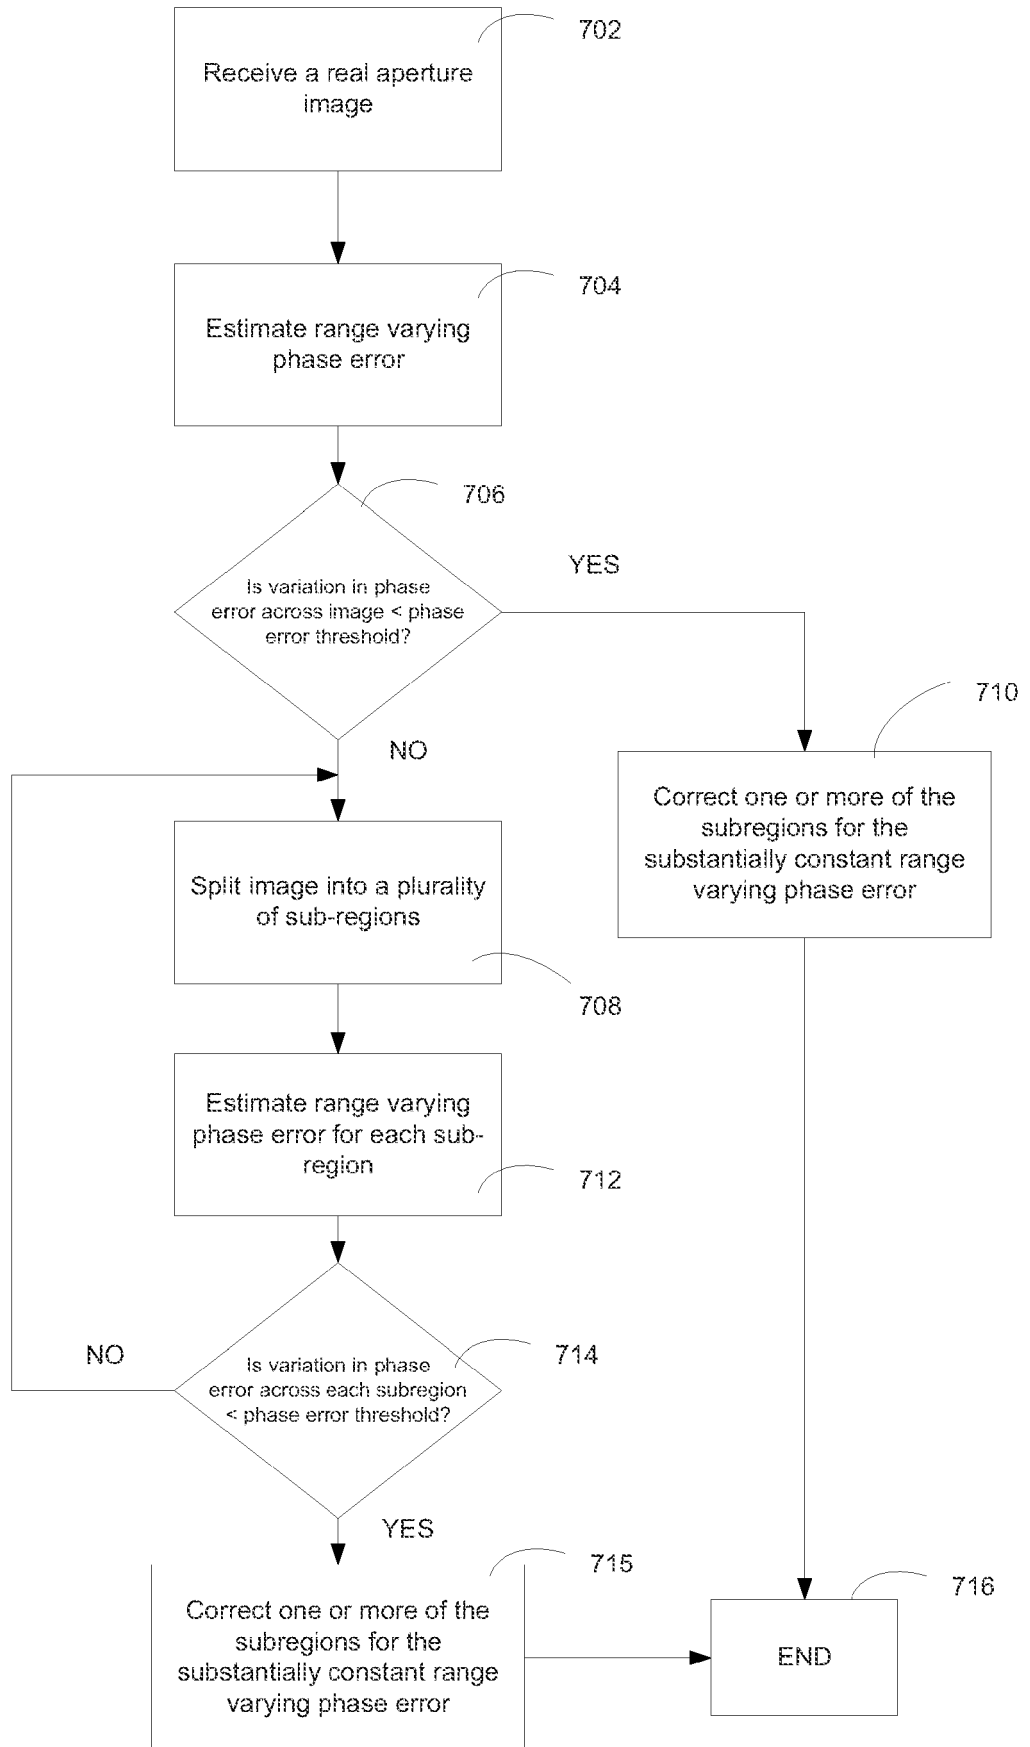 702
Receive a real aperture
image
704
Estimate range varying
phase error
706
YES
Is variation in phase
error across image < phase
error threshold?
710
NO
Correct one or more of the
subregions for the
substantially constant range
varying phase error
Split image into a plurality
of sub-regions
708
Estimate range varying
phase error for each sub-
region
712
NO
714
Is variation in phase
error across each subregion
< phase error threshold?
YES
715
716
Correct one or more of the
subregions for the
substantially constant range
varying phase error
END